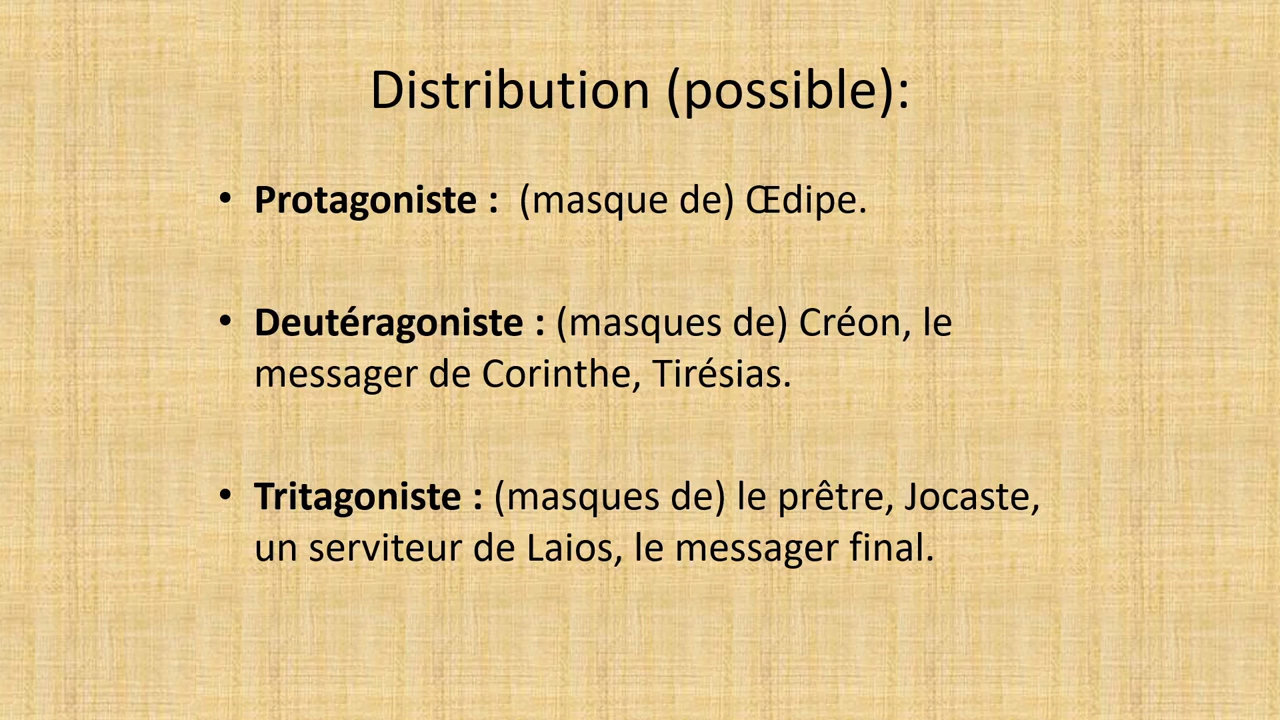 Distribution (possible):
• Protagoniste :  (masque de) Œdipe.
• Deutéragoniste : (masques de) Créon, le
messager de Corinthe, Tirésias.
• Tritagoniste : (masques de) le prêtre, Jocaste,
un serviteur de Laios, le messager final.